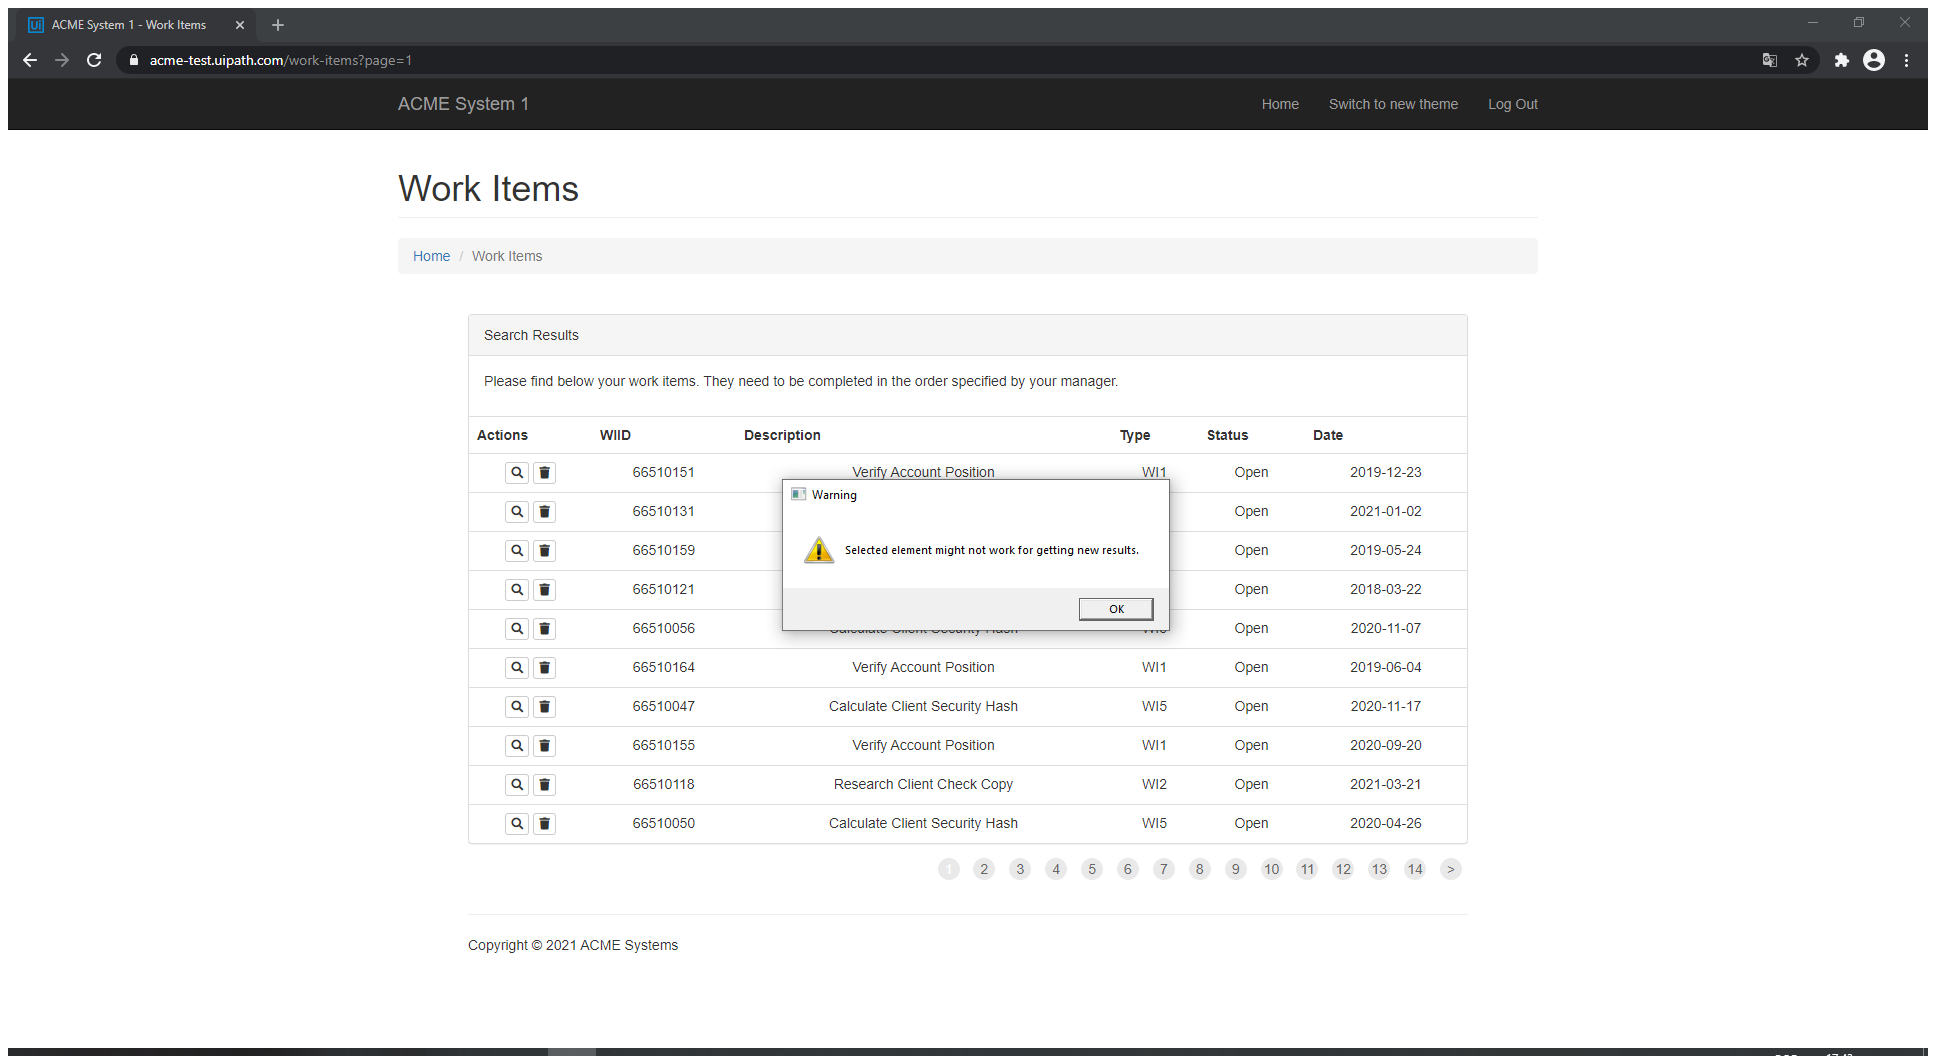 Ui ACME System 1 - Work Items
acme-test.uipath.com/work-items?page=1
ACME System 1 Home Switch to new theme Log Out
Work Items
Home / Work Items
Search Results
Please find below your work items. They need to be completed in the order specified by your manager.
Actions WIID Description Type Status Date
66510151 Verify Account Position WI1 Open 2019-12-23
66510131 Open 2021-01-02
66510159 Open 2019-05-24
66510121 Open 2018-03-22
66510056 Calculate Client Security Hash Open 2020-11-07
Warning
Selected element might not work for getting new results.
OK
66510164 Verify Account Position WI1 Open 2019-06-04
66510047 Calculate Client Security Hash WI5 Open 2020-11-17
66510155 Verify Account Position WI1 Open 2020-09-20
66510118 Research Client Check Copy WI2 Open 2021-03-21
66510050 Calculate Client Security Hash WI5 Open 2020-04-26
1 2 3 4 5 6 7 8 9 10 11 12 13 14 >
Copyright © 2021 ACME Systems